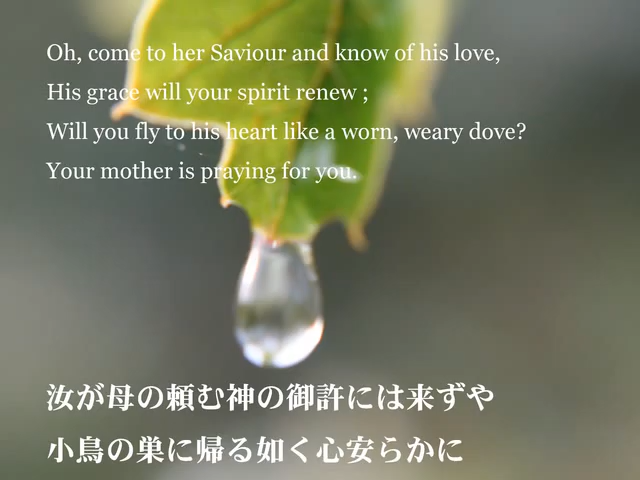 Oh, come to her Saviour and know of his love,
His grace will your spirit renew ;
Will you fly to his heart like a worn, weary dove?
Your mother is praying for you.
汝が母の頼む神の御許には来ずや
小鳥の巣に帰る如く心安らかに